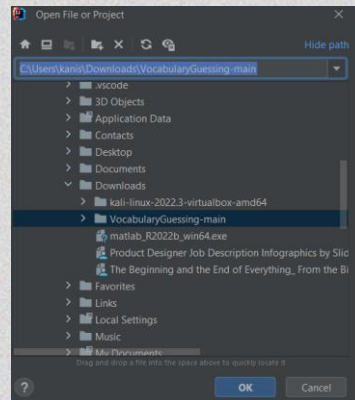 Open File or Project
Hide path
C:\Users\kanis\Downloads\VocabularyGuessing-main
.vscode
3D Objects
Application Data
Contacts
Desktop
Documents
Downloads
kali-linux-2022.3-virtualbox-amd64
VocabularyGuessing-main
matlab_R2022b_win64.exe
Product Designer Job Description Infographics by Slid
The Beginning and the End of Everything_ From the Bi
Favorites
Links
Local Settings
Music
My Documents
Drag and drop a file into the space above to quickly locate it
?
OK
Cancel